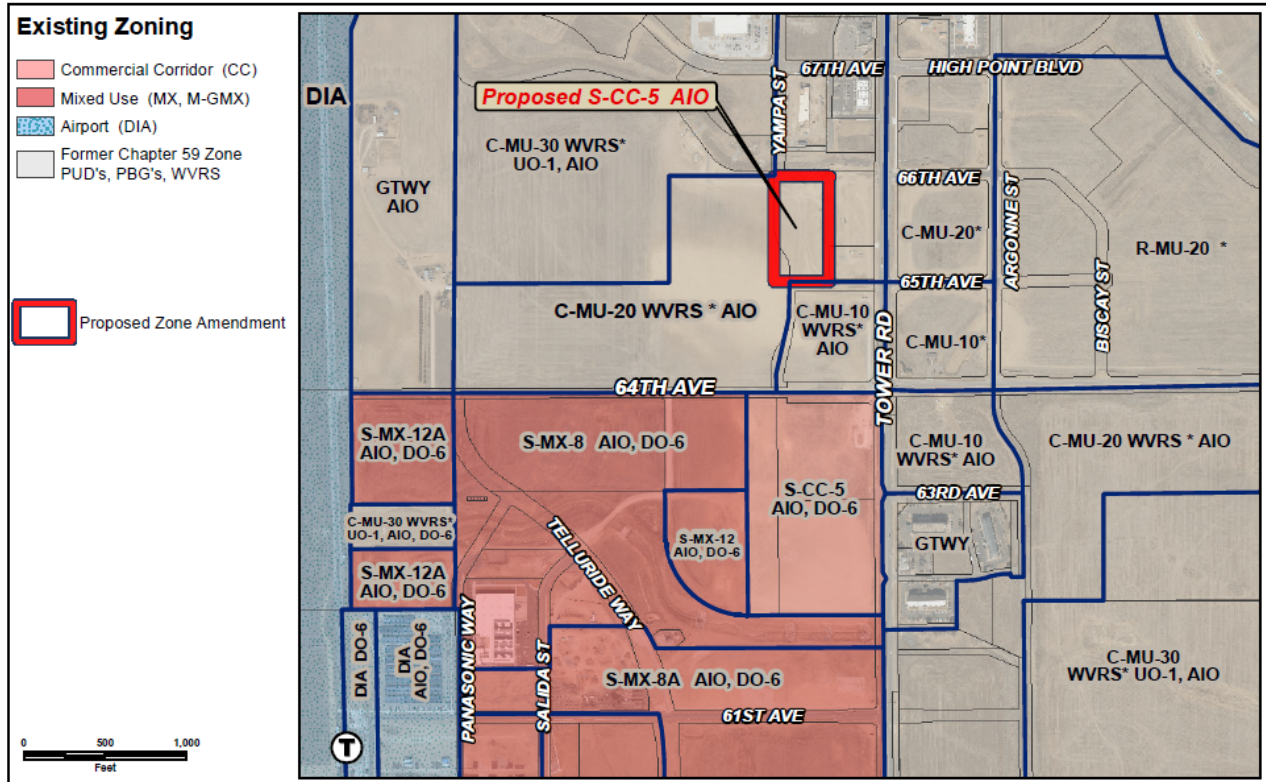 Existing Zoning
Commercial Corridor (CC)
Mixed Use (MX, M-GMX)
Airport (DIA)
Former Chapter 59 Zone
PUD's, PBG's, WVRS
Proposed Zone Amendment
0 500 1,000
Feet
DIA
GTWY
AIO
C-MU-30 WVRS*
UO-1, AIO
Proposed S-CC-5 AIO
YAMPA ST
67TH AVE
HIGH POINT BLVD
66TH AVE
C-MU-20*
ARGONNE ST
R-MU-20 *
65TH AVE
C-MU-20 WVRS * AIO
C-MU-10
WVRS*
AIO
TOWER RD
C-MU-10*
BISCAY ST
64TH AVE
S-MX-12A
AIO, DO-6
S-MX-8 AIO, DO-6
S-CC-5
AIO, DO-6
C-MU-10
WVRS* AIO
C-MU-20 WVRS * AIO
63RD AVE
C-MU-30 WVRS*
UO-1, AIO, DO-6
TELLURIDE WAY
S-MX-12
AIO, DO-6
GTWY
S-MX-12A
AIO, DO-6
DIA DO-6
DIA
AIO, DO-6
PANASONIC WAY
SALIDA ST
S-MX-8A AIO, DO-6
C-MU-30
WVRS* UO-1, AIO
61ST AVE
T